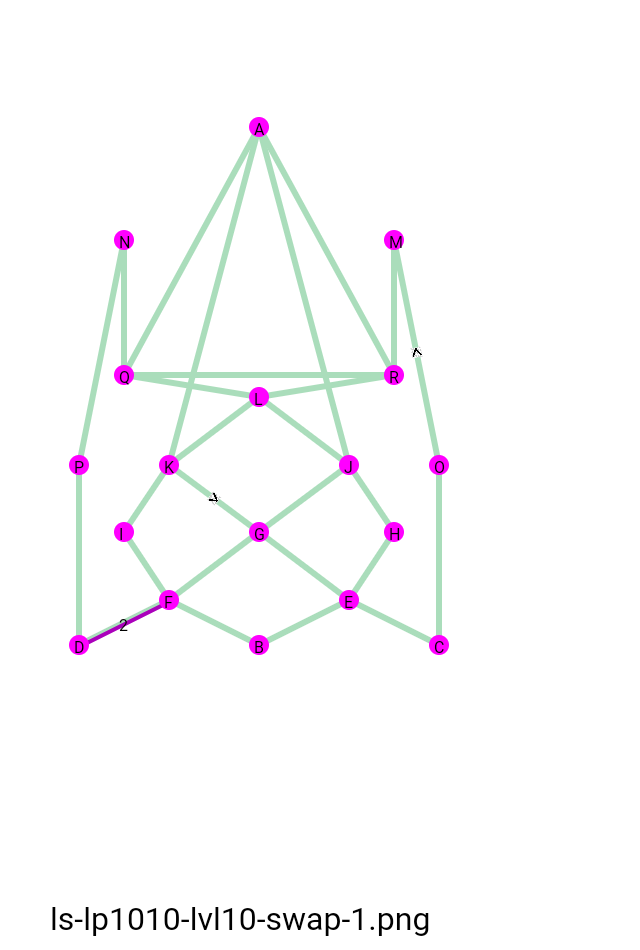 A
N M
Q R
L
P K J O
I G H
F E
2
D B C
ls-lp1010-lvl10-swap-1.png